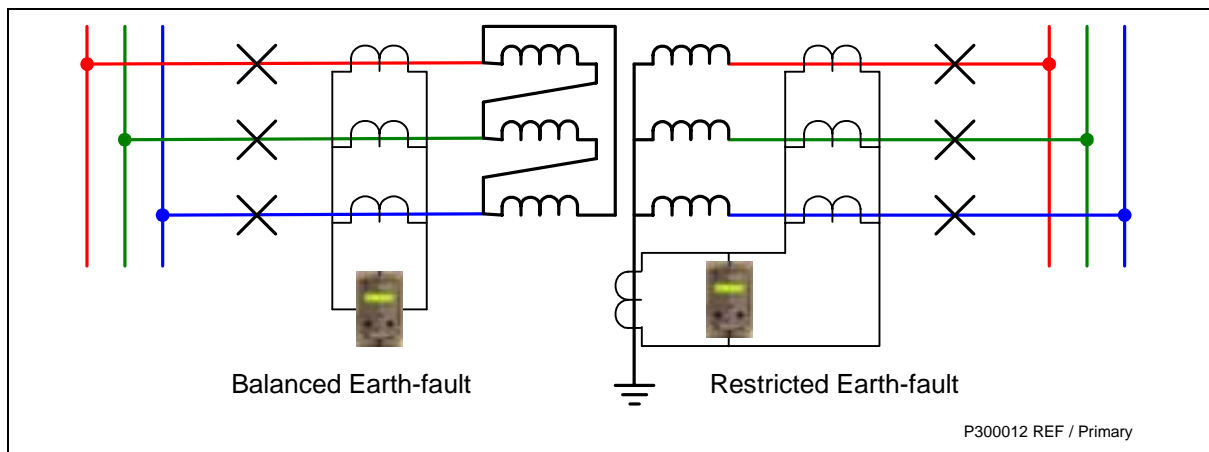 Balanced Earth-fault
Restricted Earth-fault
P300012 REF / Primary